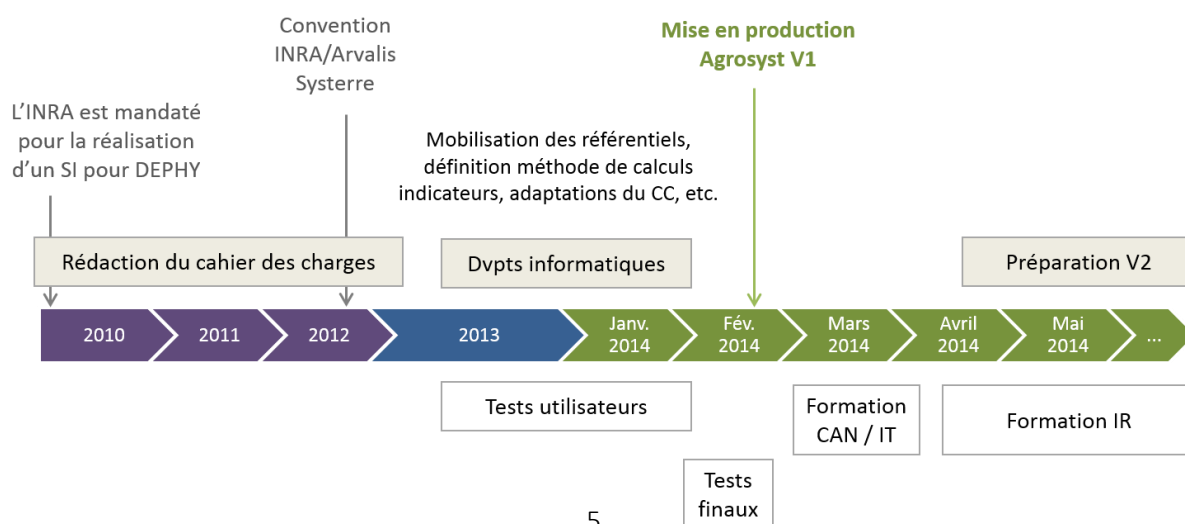 Convention
INRA/Arvalis
Systerre
Mise en production
Agrosyst V1
L'INRA est mandaté
pour la réalisation
d'un SI pour DEPHY
Mobilisation des référentiels,
définition méthode de calculs
indicateurs, adaptations du CC, etc.
Rédaction du cahier des charges
Dvpts informatiques
Préparation V2
2010
2011
2012
2013
Janv.
2014
Fév.
2014
Mars
2014
Avril
2014
Mai
2014
...
Tests utilisateurs
Formation
CAN / IT
Formation IR
Tests
finaux
5